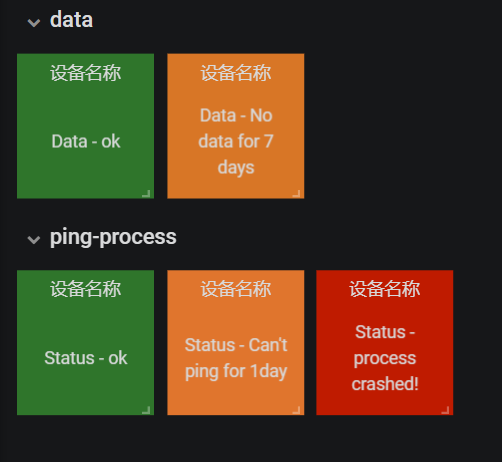 data
设备名称
Data - ok
设备名称
Data - No
data for 7
days
ping-process
设备名称
Status - ok
设备名称
Status - Can't
ping for 1day
设备名称
Status -
process
crashed!